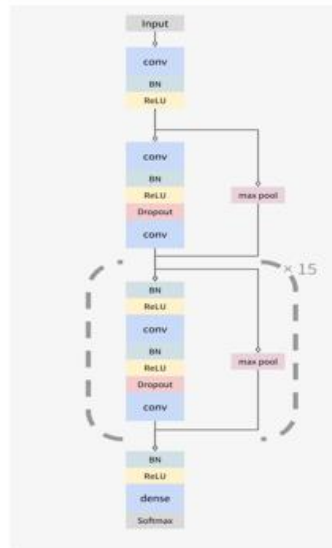 Input
conv
BN
ReLU
conv
BN
ReLU
Dropout
conv
max pool
× 15
BN
ReLU
conv
BN
ReLU
Dropout
conv
max pool
BN
ReLU
dense
Softmax